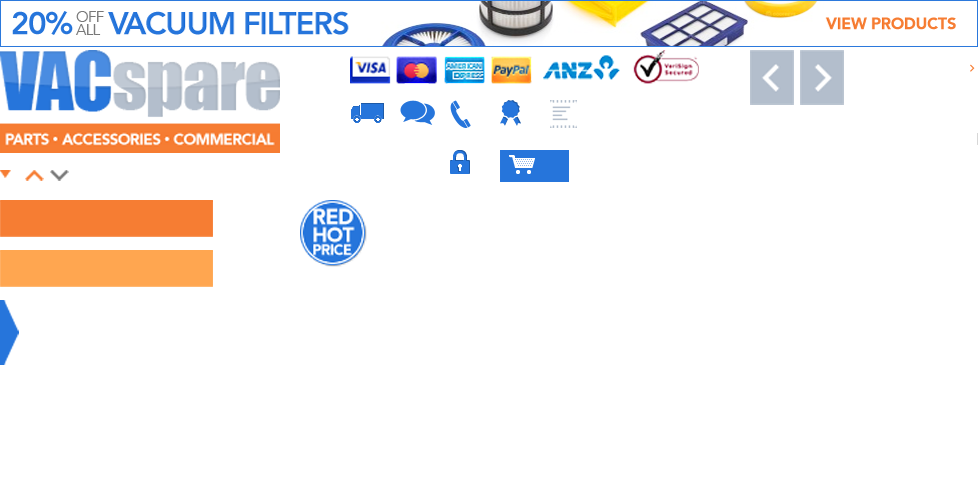 20% OFF ALL VACUUM FILTERS
VIEW PRODUCTS
VACspare
PARTS • ACCESSORIES • COMMERCIAL
VISA
MasterCard
AMERICAN EXPRESS
PayPal
ANZ
VeriSign Secured
RED HOT PRICE